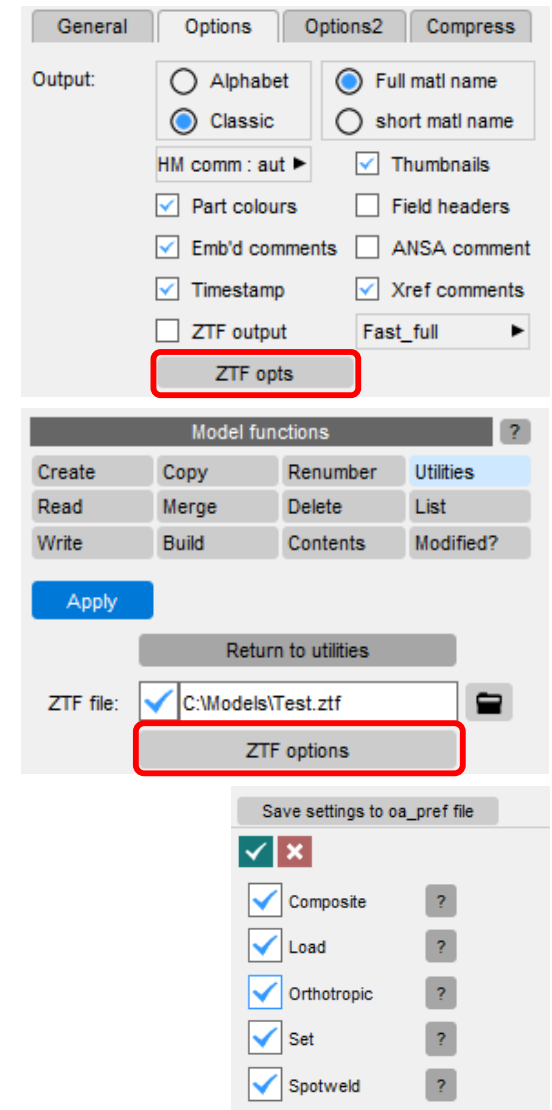 General Options Options2 Compress
Output: Alphabet Full matl name
Classic short matl name
HM comm : aut Thumbnails
Part colours Field headers
Emb'd comments ANSA comment
Timestamp Xref comments
ZTF output Fast_full
ZTF opts
Model functions ?
Create Copy Renumber Utilities
Read Merge Delete List
Write Build Contents Modified?
Apply
Return to utilities
ZTF file: C:\Models\Test.ztf
ZTF options
Save settings to oa_pref file
Composite ?
Load ?
Orthotropic ?
Set ?
Spotweld ?